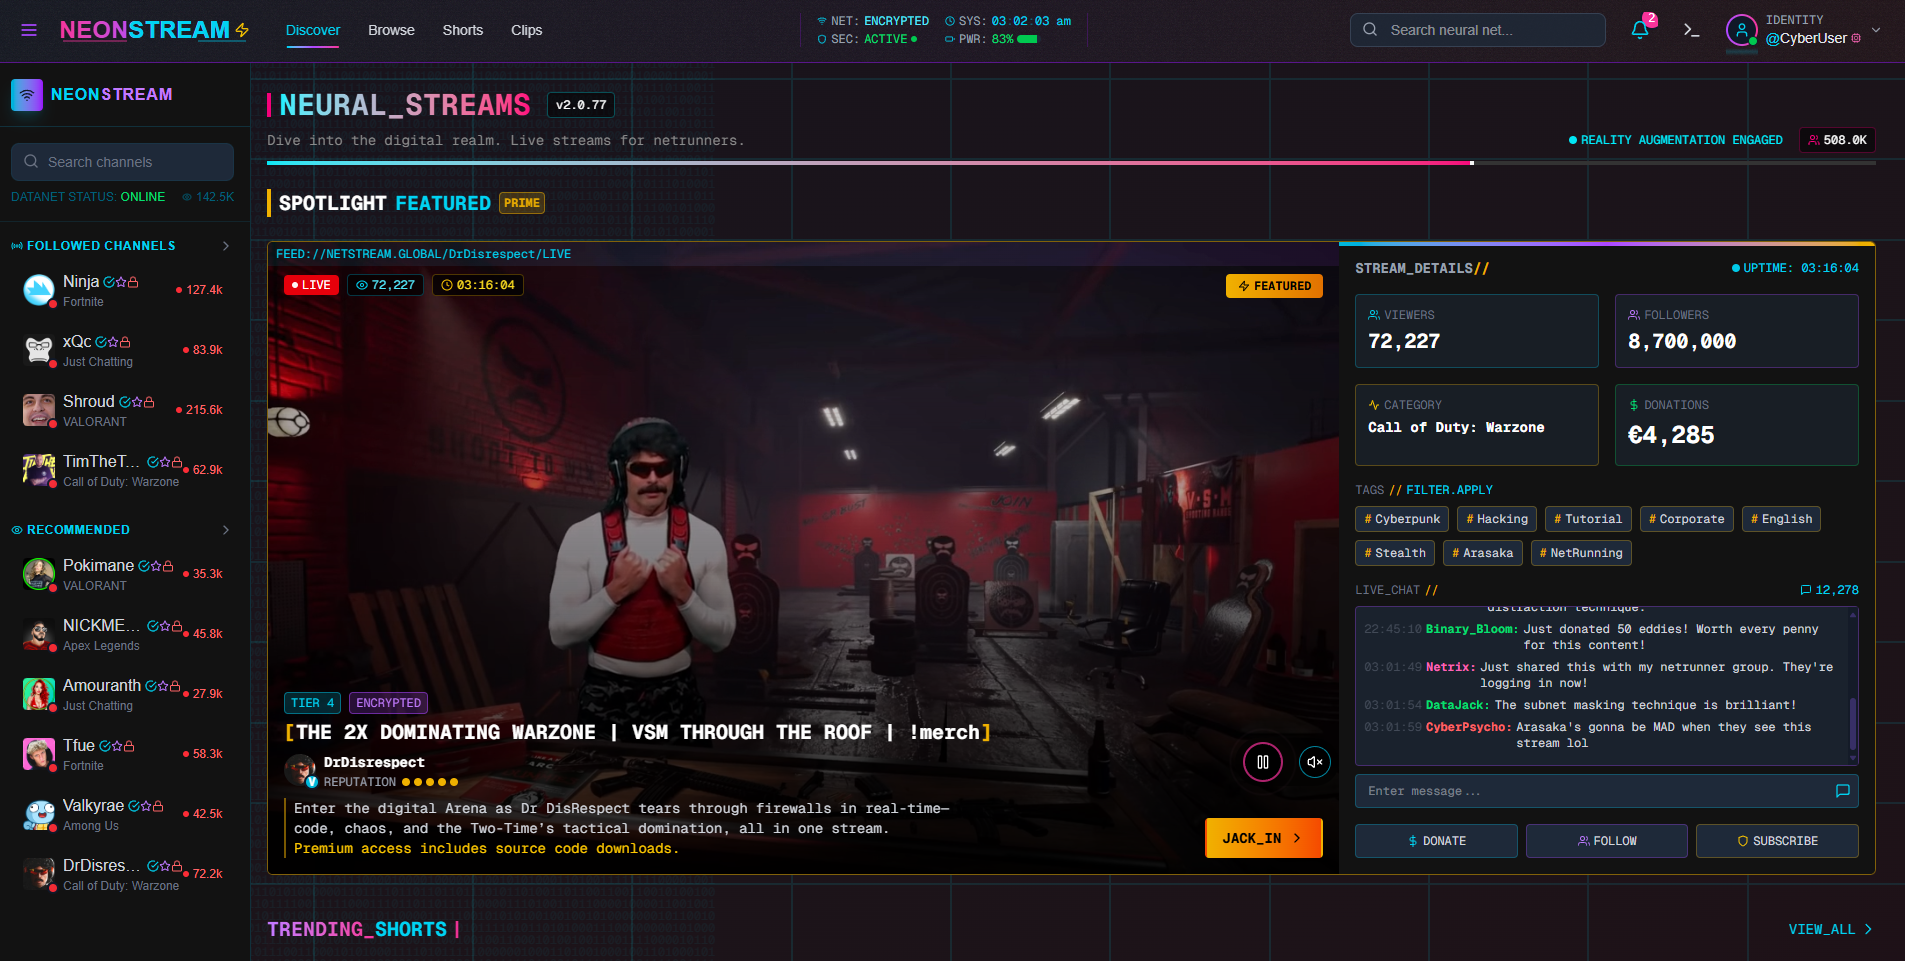 NEONSTREAM
Discover
Browse
Shorts
Clips
NET: ENCRYPTED
SYS: 03:02:03 am
SEC: ACTIVE
PWR: 83%
Search neural net...
2
IDENTITY
@CyberUser
NEONSTREAM
Search channels
DATANET STATUS: ONLINE
142.5K
FOLLOWED CHANNELS
Ninja
Fortnite
127.4k
xQc
Just Chatting
83.9k
Shroud
VALORANT
215.6k
TimTheT...
Call of Duty: Warzone
62.9k
RECOMMENDED
Pokimane
VALORANT
35.3k
NICKME...
Apex Legends
45.8k
Amouranth
Just Chatting
27.9k
Tfue
Fortnite
58.3k
Valkyrae
Among Us
42.5k
DrDisres...
Call of Duty: Warzone
72.2k
NEURAL_STREAMS
v2.0.77
Dive into the digital realm. Live streams for netrunners.
REALITY AUGMENTATION ENGAGED
508.0K
SPOTLIGHT FEATURED
PRIME
FEED://NETSTREAM.GLOBAL/DrDisrespect/LIVE
LIVE
72,227
03:16:04
FEATURED
TIER 4
ENCRYPTED
[THE 2X DOMINATING WARZONE | VSM THROUGH THE ROOF | !merch]
DrDisrespect
V
REPUTATION
Enter the digital Arena as Dr DisRespect tears through firewalls in real-time—
code, chaos, and the Two-Time's tactical domination, all in one stream.
Premium access includes source code downloads.
JACK_IN
STREAM_DETAILS//
UPTIME: 03:16:04
VIEWERS
72,227
FOLLOWERS
8,700,000
CATEGORY
Call of Duty: Warzone
DONATIONS
€4,285
TAGS // FILTER.APPLY
# Cyberpunk
# Hacking
# Tutorial
# Corporate
# English
# Stealth
# Arasaka
# NetRunning
LIVE_CHAT //
12,278
distraction technique.
22:45:10 Binary_Bloom: Just donated 50 eddies! Worth every penny
for this content!
03:01:49 Netrix: Just shared this with my netrunner group. They're
logging in now!
03:01:54 DataJack: The subnet masking technique is brilliant!
03:01:59 CyberPsycho: Arasaka's gonna be MAD when they see this
stream lol
Enter message...
DONATE
FOLLOW
SUBSCRIBE
TRENDING_SHORTS
VIEW_ALL